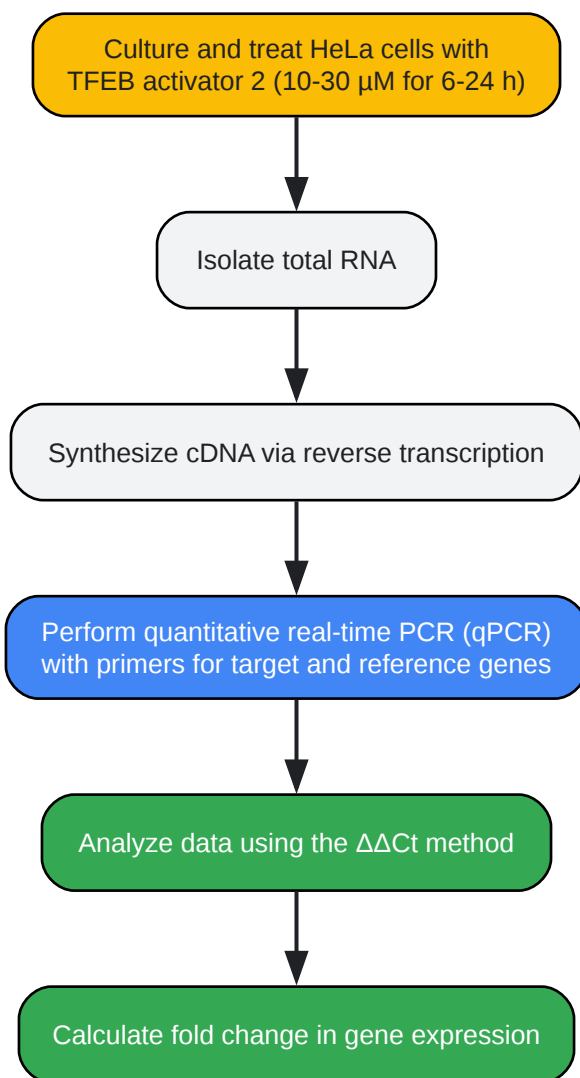 Culture and treat HeLa cells with
TFEB activator 2 (10-30 µM for 6-24 h)
Isolate total RNA
Synthesize cDNA via reverse transcription
Perform quantitative real-time PCR (qPCR)
with primers for target and reference genes
Analyze data using the ΔΔCt method
Calculate fold change in gene expression